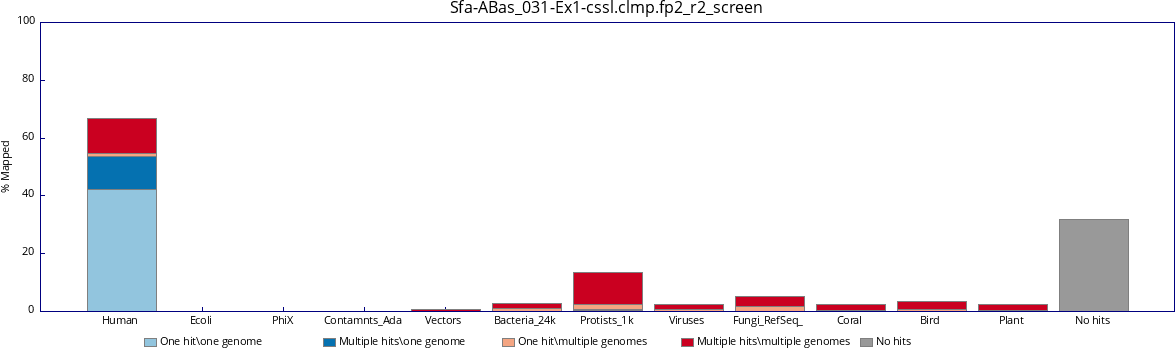 Sfa-ABas_031-Ex1-cssl.clmp.fp2_r2_screen
100
80
60
40
20
0
% Mapped
Human Ecoli PhiX Contamnts_Ada Vectors Bacteria_24k Protists_1k Viruses Fungi_RefSeq_ Coral Bird Plant No hits
One hit\one genome Multiple hits\one genome One hit\multiple genomes Multiple hits\multiple genomes No hits